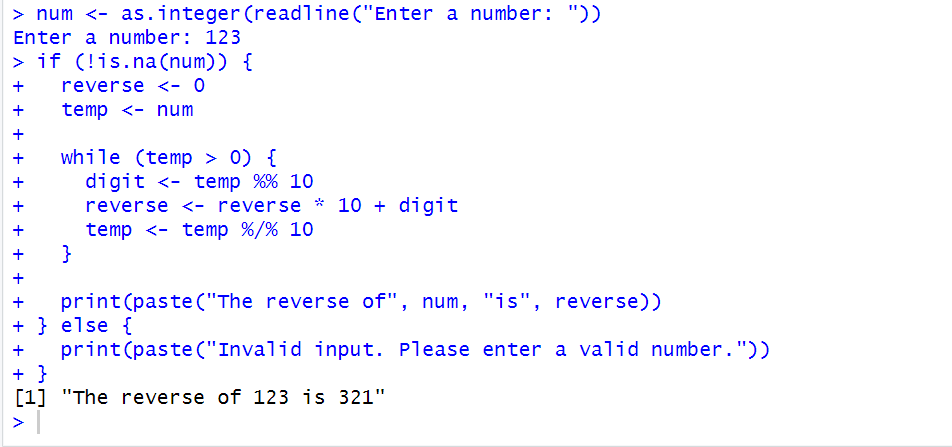 > num <- as.integer(readline("Enter a number: "))
Enter a number: 123
> if (!is.na(num)) {
+   reverse <- 0
+   temp <- num
+
+   while (temp > 0) {
+     digit <- temp %% 10
+     reverse <- reverse * 10 + digit
+     temp <- temp %/% 10
+   }
+
+   print(paste("The reverse of", num, "is", reverse))
+ } else {
+   print(paste("Invalid input. Please enter a valid number."))
+ }
[1] "The reverse of 123 is 321"
>